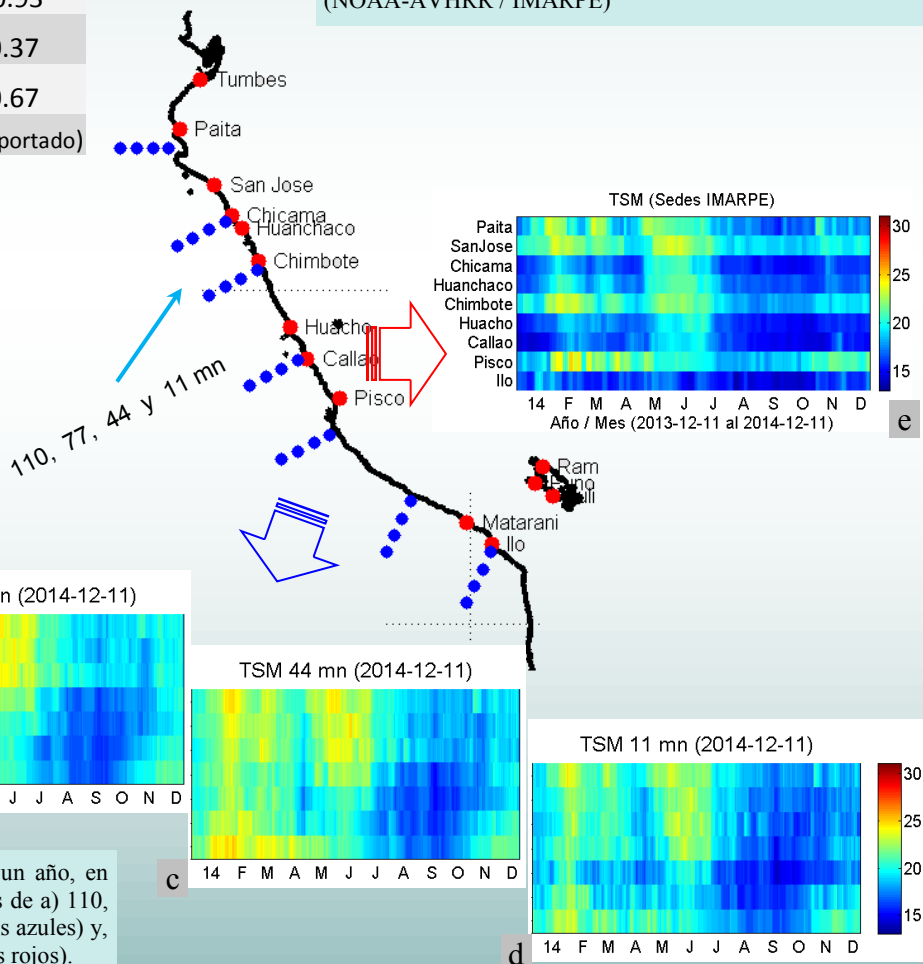 0.93
0.37
0.67
portado)
(NOAA-AVHRR / IMARPE)
Tumbes
Paita
San Jose
Chicama
Huanchaco
Chimbote
Huacho
Callao
Pisco
Matarani
Ilo
Ram
110, 77, 44 y 11 mn
TSM (Sedes IMARPE)
Paita
SanJose
Chicama
Huanchaco
Chimbote
Huacho
Callao
Pisco
Ilo
14 F M A M J J A S O N D
Año / Mes (2013-12-11 al 2014-12-11)
30
25
20
15
e
n (2014-12-11)
J J A S O N D
TSM 44 mn (2014-12-11)
14 F M A M J J A S O N D
c
TSM 11 mn (2014-12-11)
14 F M A M J J A S O N D
30
25
20
15
d
un año, en
s de a) 110,
s azules) y,
s rojos).